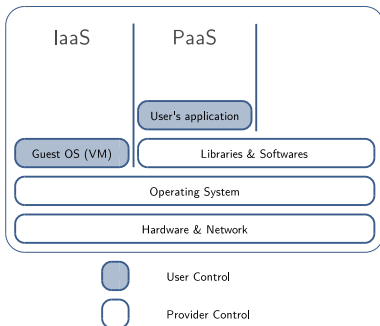 IaaS
PaaS
User's application
Guest OS (VM)
Libraries & Softwares
Operating System
Hardware & Network
User Control
Provider Control